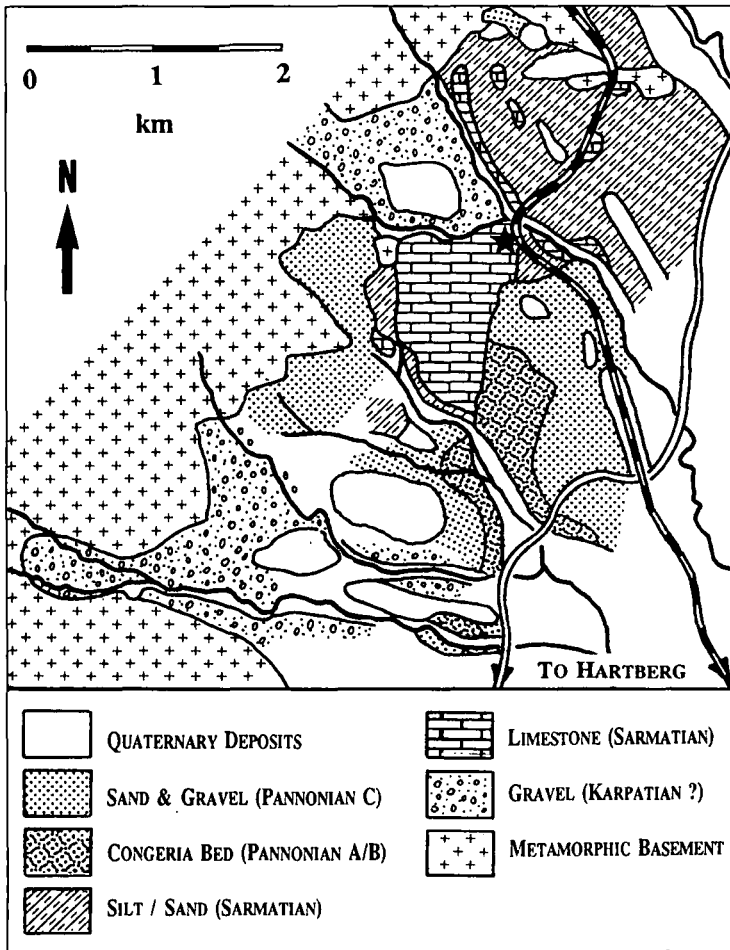 0 1 2
km
N
TO HARTBERG
QUATERNARY DEPOSITS
SAND & GRAVEL (PANNONIAN C)
CONGERIA BED (PANNONIAN A/B)
SILT / SAND (SARMATIAN)
LIMESTONE (SARMATIAN)
GRAVEL (KARPATIAN ?)
METAMORPHIC BASEMENT